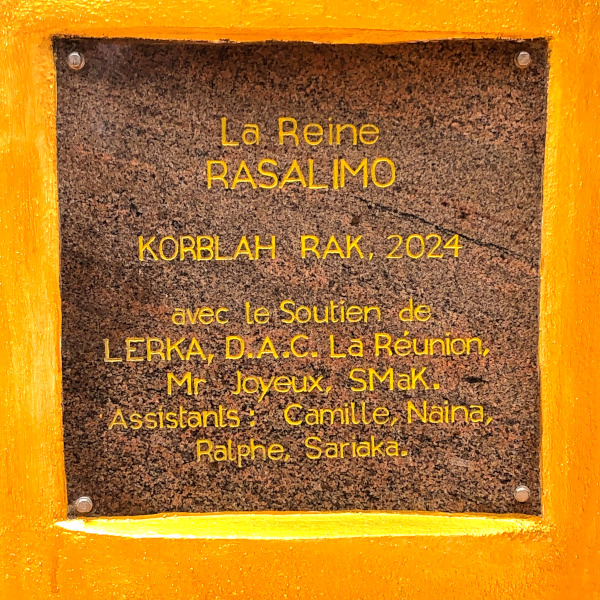 La Reine
RASALIMO
KORBLAH RAK, 2024
avec le Soutien de
LERKA, D.A.C. La Réunion,
Mr Joyeux, SMaK.
Assistants : Camille, Naina,
Ralphe, Sariaka.